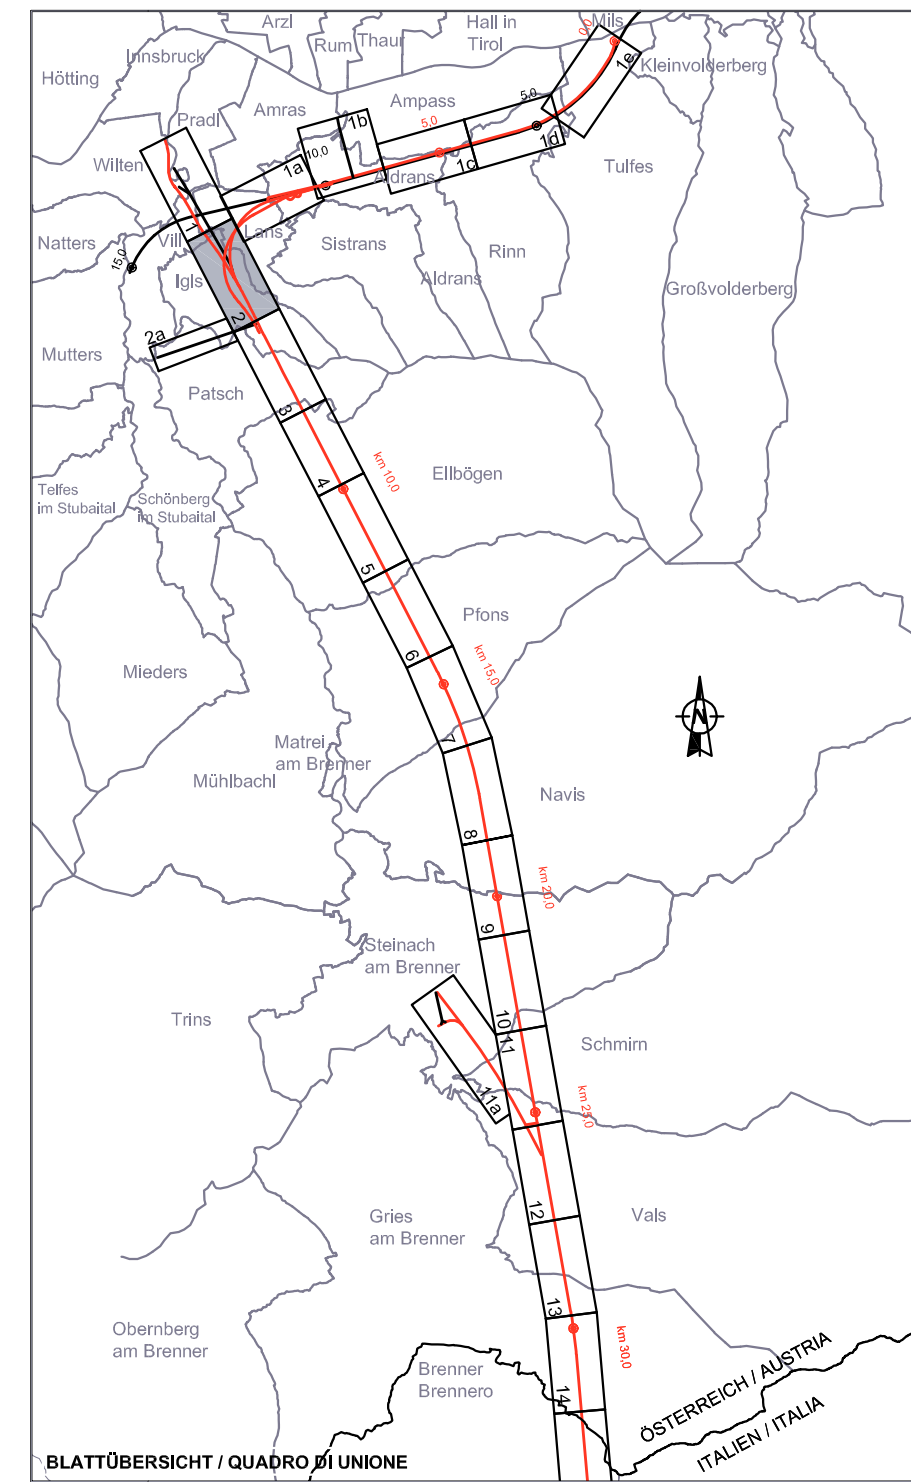 Arzl
Hall in
Tirol
Mils
Rum
Thaur
0,0
Innsbruck
Hötting
Kleinvolderberg
1e
Amras
Ampass
5,0
Pradl
5,0
1b
1d
10,0
Wilten
1a
1c
Tulfes
Aldrans
1
Lans
Natters
Vill
Sistrans
Rinn
15,0
Igls
Aldrans
Großvolderberg
2
2a
Mutters
Patsch
3
km 10,0
Ellbögen
4
Telfes
im Stubaital
Schönberg
im Stubaital
5
Pfons
6
km 15,0
Mieders
N
7
Matrei
am Brenner
Mühlbachl
Navis
8
km 20,0
9
Steinach
am Brenner
Trins
10
11
Schmirn
11a
km 25,0
12
Vals
Gries
am Brenner
13
Obernberg
am Brenner
km 30,0
Brenner
Brennero
14
ÖSTERREICH / AUSTRIA
ITALIEN / ITALIA
BLATTÜBERSICHT / QUADRO DI UNIONE